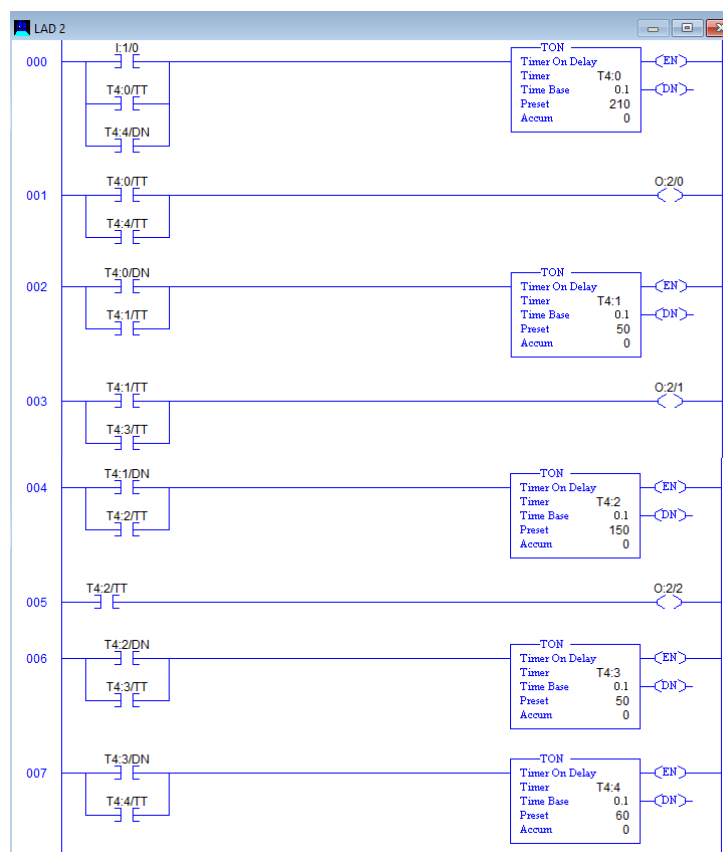 LAD 2
I:1/0
000
T4:0/TT
T4:4/DN
TON
Timer On Delay
Timer T4:0
Time Base 0.1
Preset 210
Accum 0
EN
DN
T4:0/TT
001
T4:4/TT
O:2/0
T4:0/DN
002
T4:1/TT
TON
Timer On Delay
Timer T4:1
Time Base 0.1
Preset 50
Accum 0
EN
DN
T4:1/TT
003
T4:3/TT
O:2/1
T4:1/DN
004
T4:2/TT
TON
Timer On Delay
Timer T4:2
Time Base 0.1
Preset 150
Accum 0
EN
DN
T4:2/TT
005
O:2/2
T4:2/DN
006
T4:3/TT
TON
Timer On Delay
Timer T4:3
Time Base 0.1
Preset 50
Accum 0
EN
DN
T4:3/DN
007
T4:4/TT
TON
Timer On Delay
Timer T4:4
Time Base 0.1
Preset 60
Accum 0
EN
DN